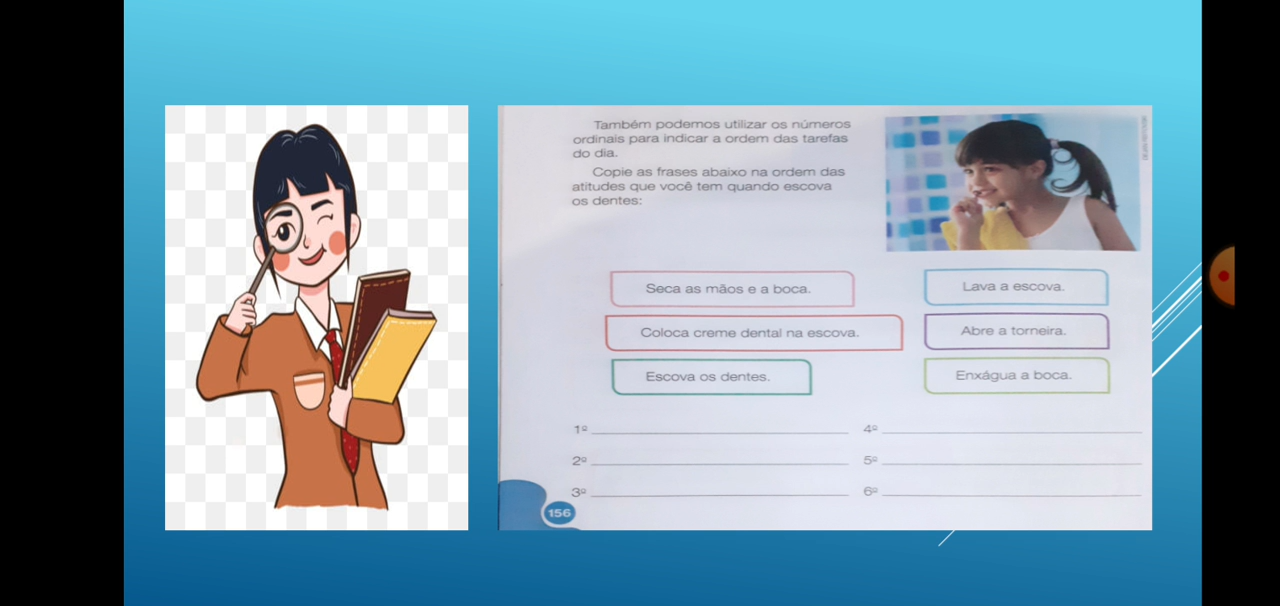 Também podemos utilizar os números
ordinais para indicar a ordem das tarefas
do dia.
Copie as frases abaixo na ordem das
atitudes que você tem quando escova
os dentes:
Seca as mãos e a boca.
Lava a escova.
Coloca creme dental na escova.
Abre a torneira.
Escova os dentes.
Enxágua a boca.
1º
4º
2º
5º
3º
6º
156